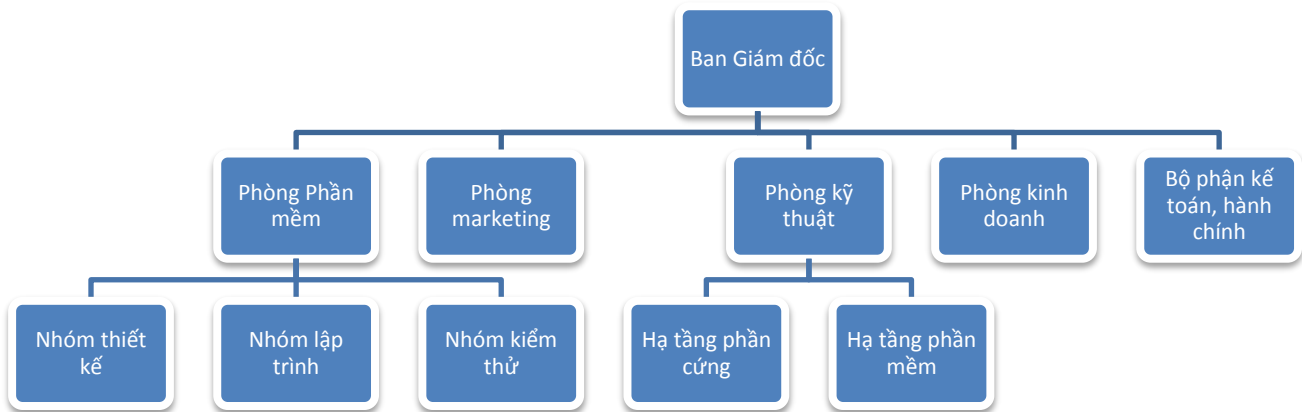 Ban Giám đốc
Phòng Phần
mềm
Phòng
marketing
Phòng kỹ
thuật
Phòng kinh
doanh
Bộ phận kế
toán, hành
chính
Nhóm thiết
kế
Nhóm lập
trình
Nhóm kiểm
thử
Hạ tầng phần
cứng
Hạ tầng phần
mềm